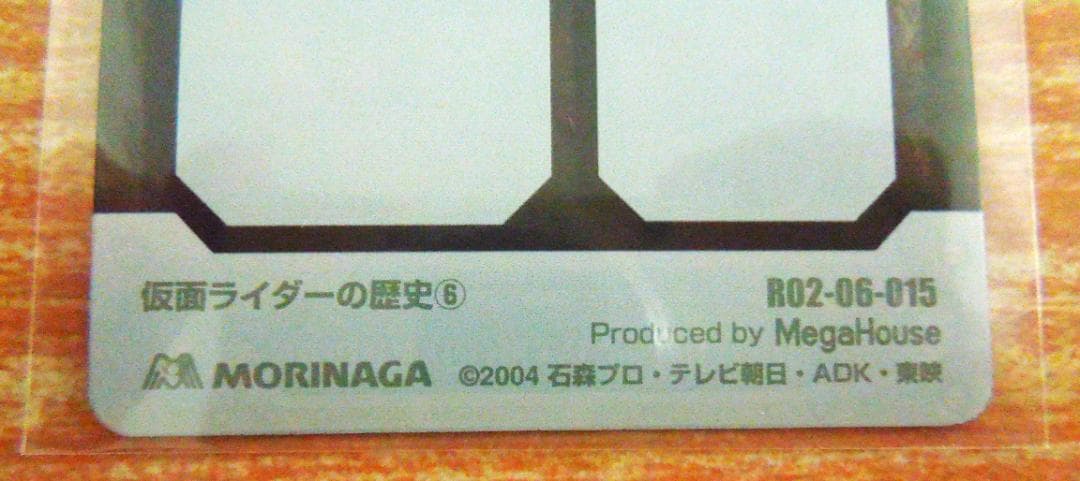 仮面ライダーの歴史⑥
R02-06-015
Produced by MegaHouse
MORINAGA ©2004 石森プロ・テレビ朝日・ADK・東映